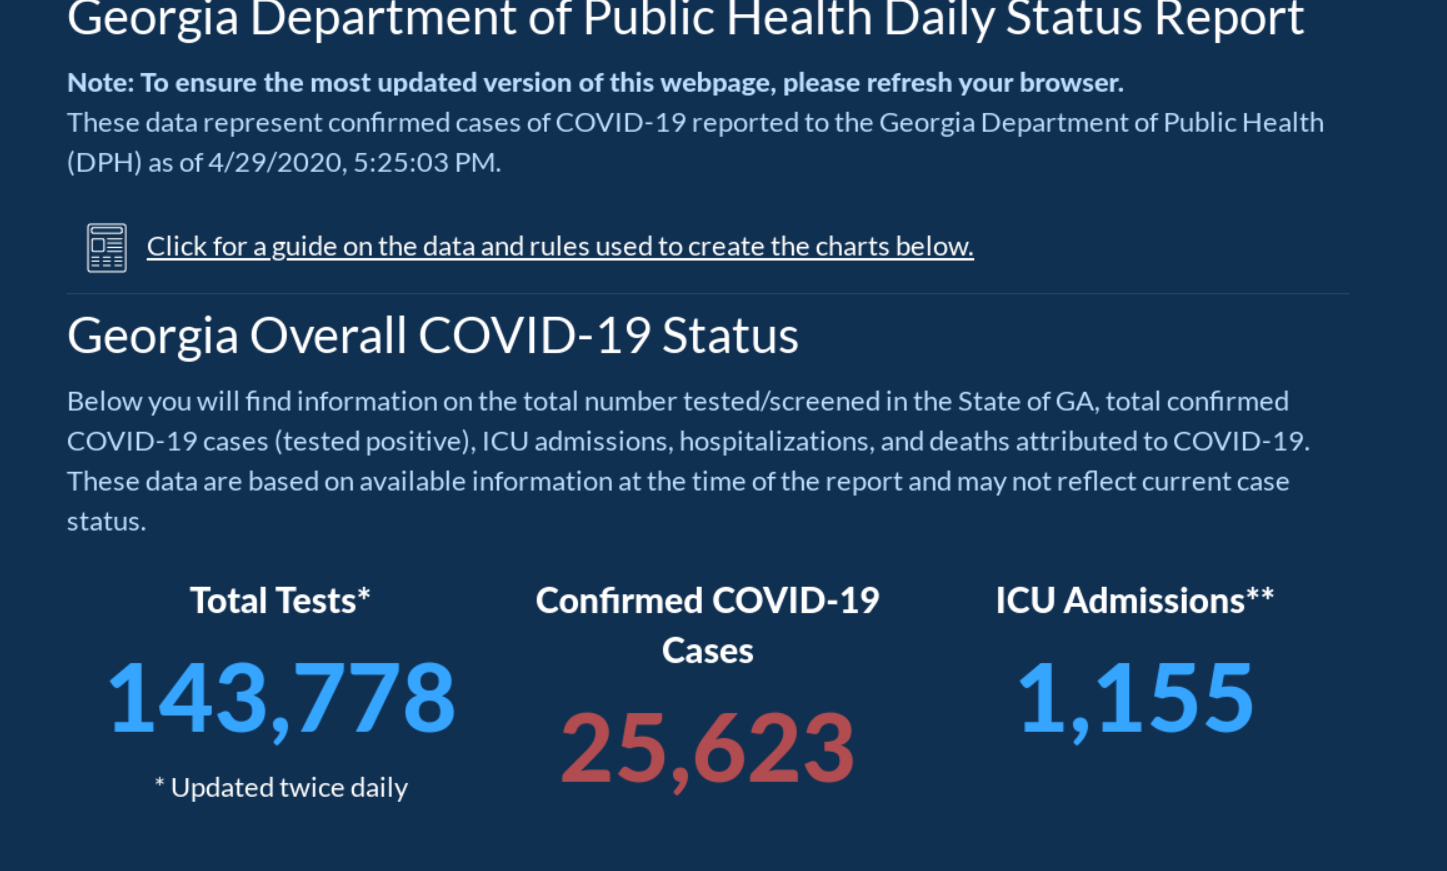 Georgia Department of Public Health Daily Status Report
Note: To ensure the most updated version of this webpage, please refresh your browser.
These data represent confirmed cases of COVID-19 reported to the Georgia Department of Public Health
(DPH) as of 4/29/2020, 5:25:03 PM.
Click for a guide on the data and rules used to create the charts below.
Georgia Overall COVID-19 Status
Below you will find information on the total number tested/screened in the State of GA, total confirmed
COVID-19 cases (tested positive), ICU admissions, hospitalizations, and deaths attributed to COVID-19.
These data are based on available information at the time of the report and may not reflect current case
status.
Total Tests*
143,778
* Updated twice daily
Confirmed COVID-19
Cases
25,623
ICU Admissions**
1,155